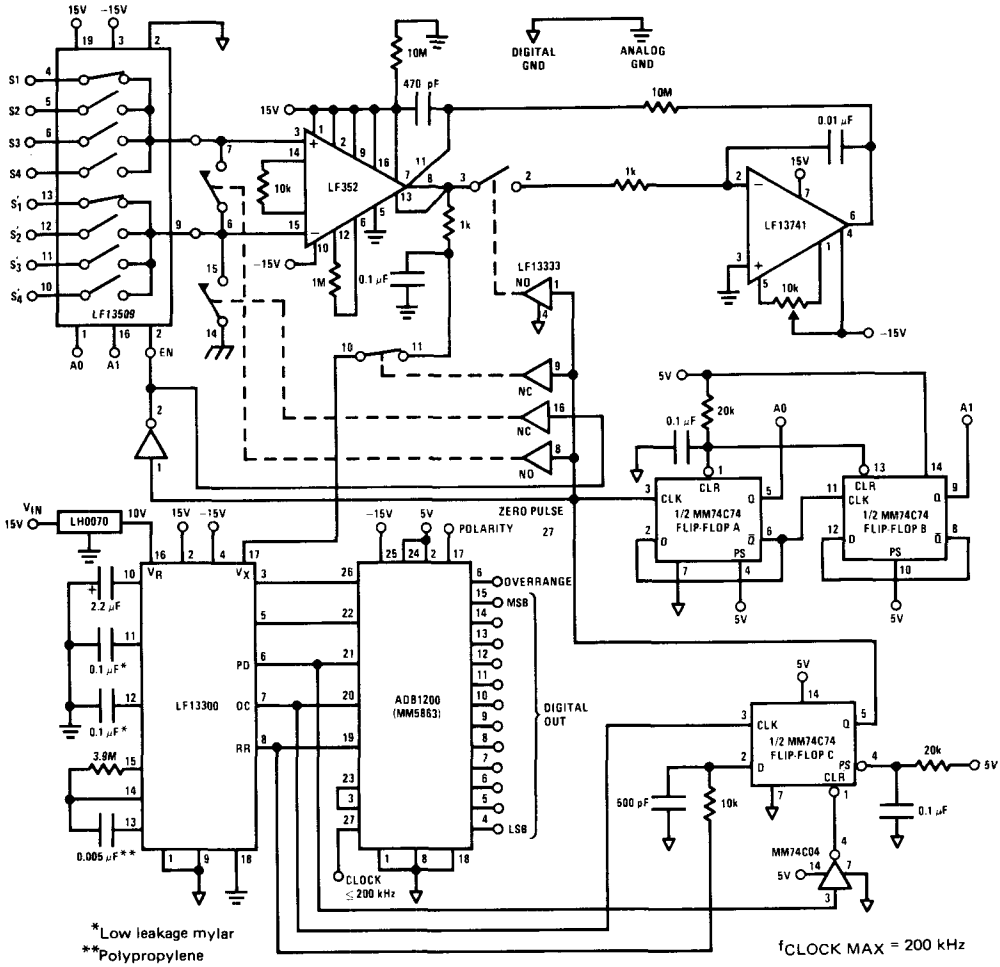 15V -15V
19 3 2
S1 4
S2 5
S3 6
S4 7
S'1 13
S'2 12
S'3 11
S'4 10
9
LF13509
1 16 2
A0 A1 EN
2
1
7
6
15
14
DIGITAL
GND
ANALOG
GND
10M
470 pF
15V
3 1 2 9 16 7 11
14
10k
LF352
8
13
15
10 12 6 5
-15V
1M
0.1 µF
1k
3 2
1k
10M
0.01 µF
15V
2 7
LF13741
6
4
3
5 1
10k
-15V
LF13333
NO 1
4
10 11
9
NC
16
NC
8
NO
5V
20k
0.1 µF
A0
A1
1
CLR
3 CLK Q 5
1/2 MM74C74
FLIP-FLOP A
2 D Q 6
PS
7 4
5V
13 14
CLR
11 CLK Q 9
1/2 MM74C74
FLIP-FLOP B
12 D Q 8
PS
10
5V
ZERO PULSE
27
VIN
15V
LH0070
10V
15V -15V
16 2 4 17
VR VX
10
2.2 µF
11
0.1 µF*
12
0.1 µF*
3.9M
15
14
13
0.005 µF**
LF13300
3
5
PD 6
OC 7
RR 8
1 9 18
-15V 5V POLARITY
25 24 2 17
26
22
21
20
19
23
3
27
ADB1200
(MM5863)
1 8 18
CLOCK
≤ 200 kHz
6 OVERRANGE
15 MSB
14
13
12
11
10
9
8
7
6
5
4 LSB
DIGITAL
OUT
5V
14
3 CLK Q 5
1/2 MM74C74
FLIP-FLOP C
2 D PS 4
CLR
7 1
20k
5V
0.1 µF
500 pF
10k
4
MM74C04
14 7
5V
3
*Low leakage mylar
**Polypropylene
fCLOCK MAX = 200 kHz